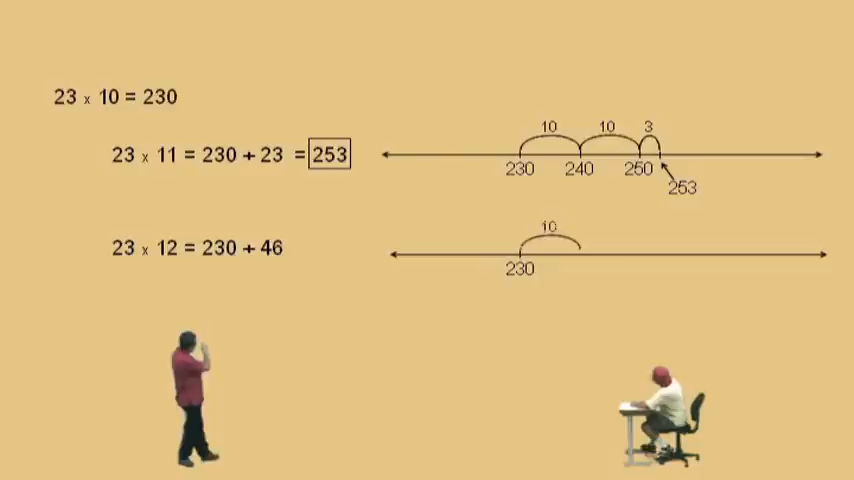 23 x 10 = 230
10 10 3
23 x 11 = 230 + 23 = 253
230 240 250
253
10
23 x 12 = 230 + 46
230